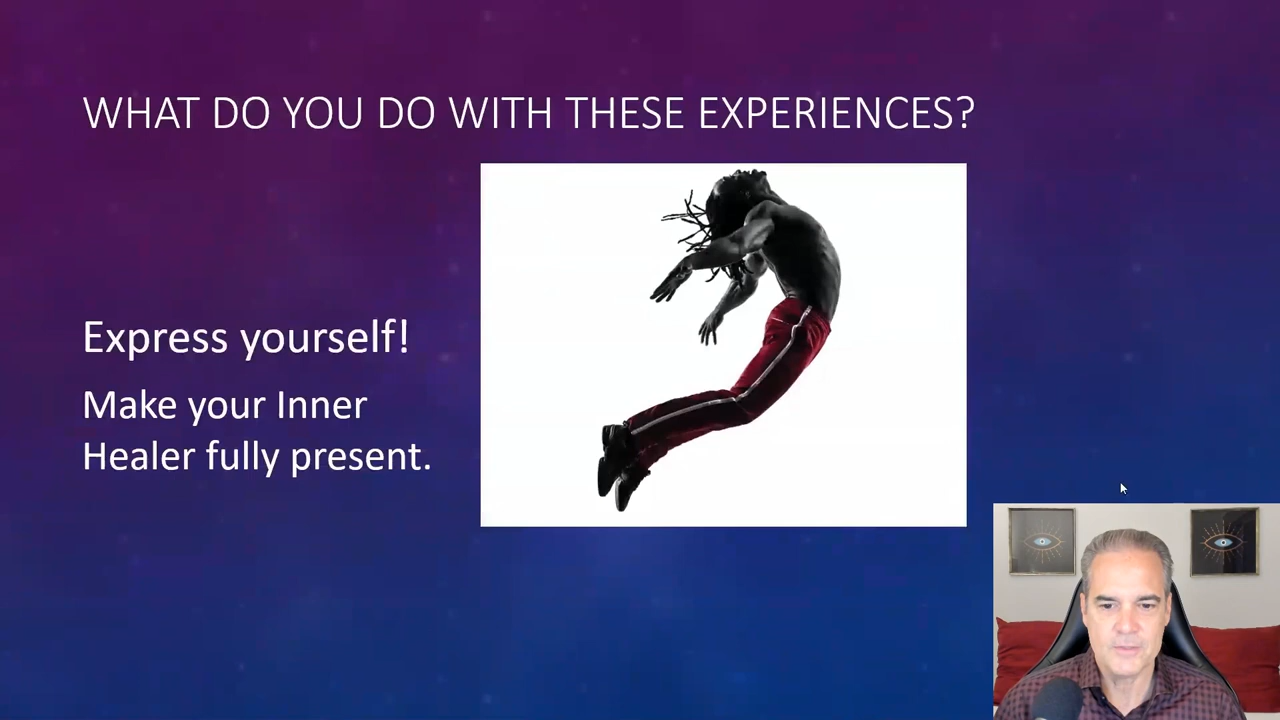 WHAT DO YOU DO WITH THESE EXPERIENCES?
Express yourself!
Make your Inner
Healer fully present.